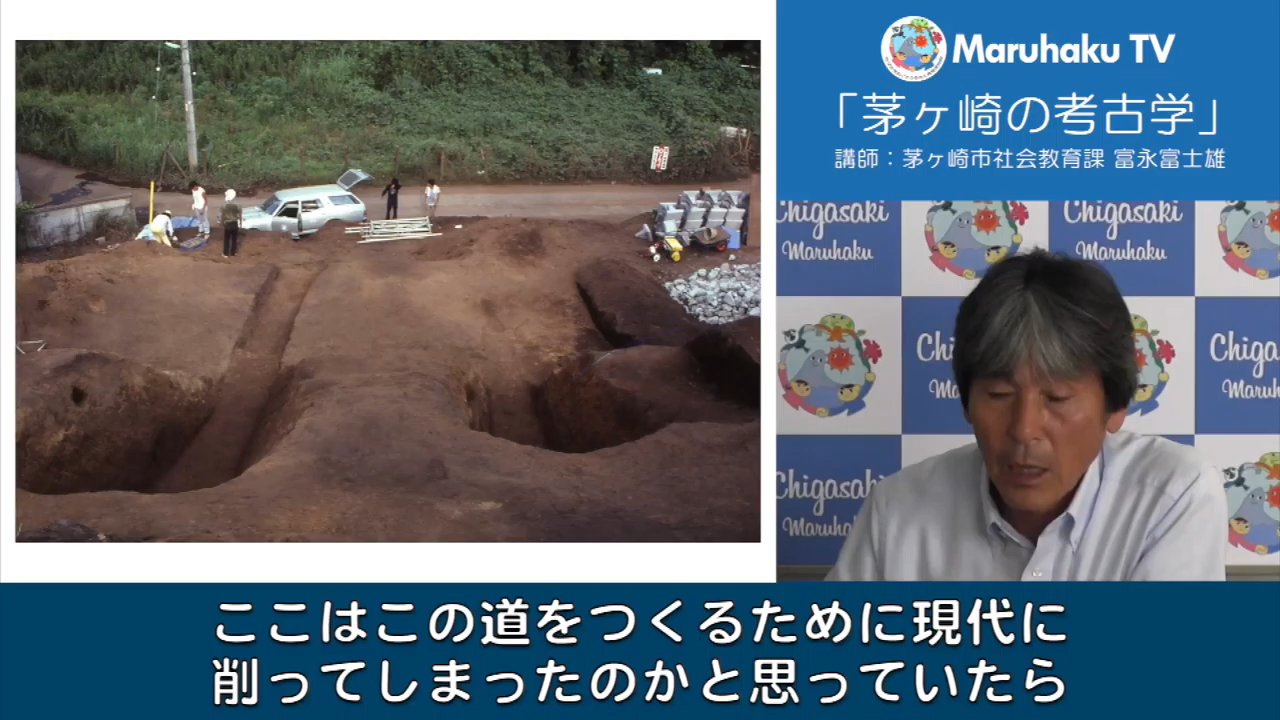 Maruhaku TV
「茅ヶ崎の考古学」
講師：茅ヶ崎市社会教育課 富永富士雄
Chigasaki
Maruhaku
Chigasaki
Maruhaku
Chiga
Maruh
Chigasaki
Maruha
ここはこの道をつくるために現代に
削ってしまったのかと思っていたら